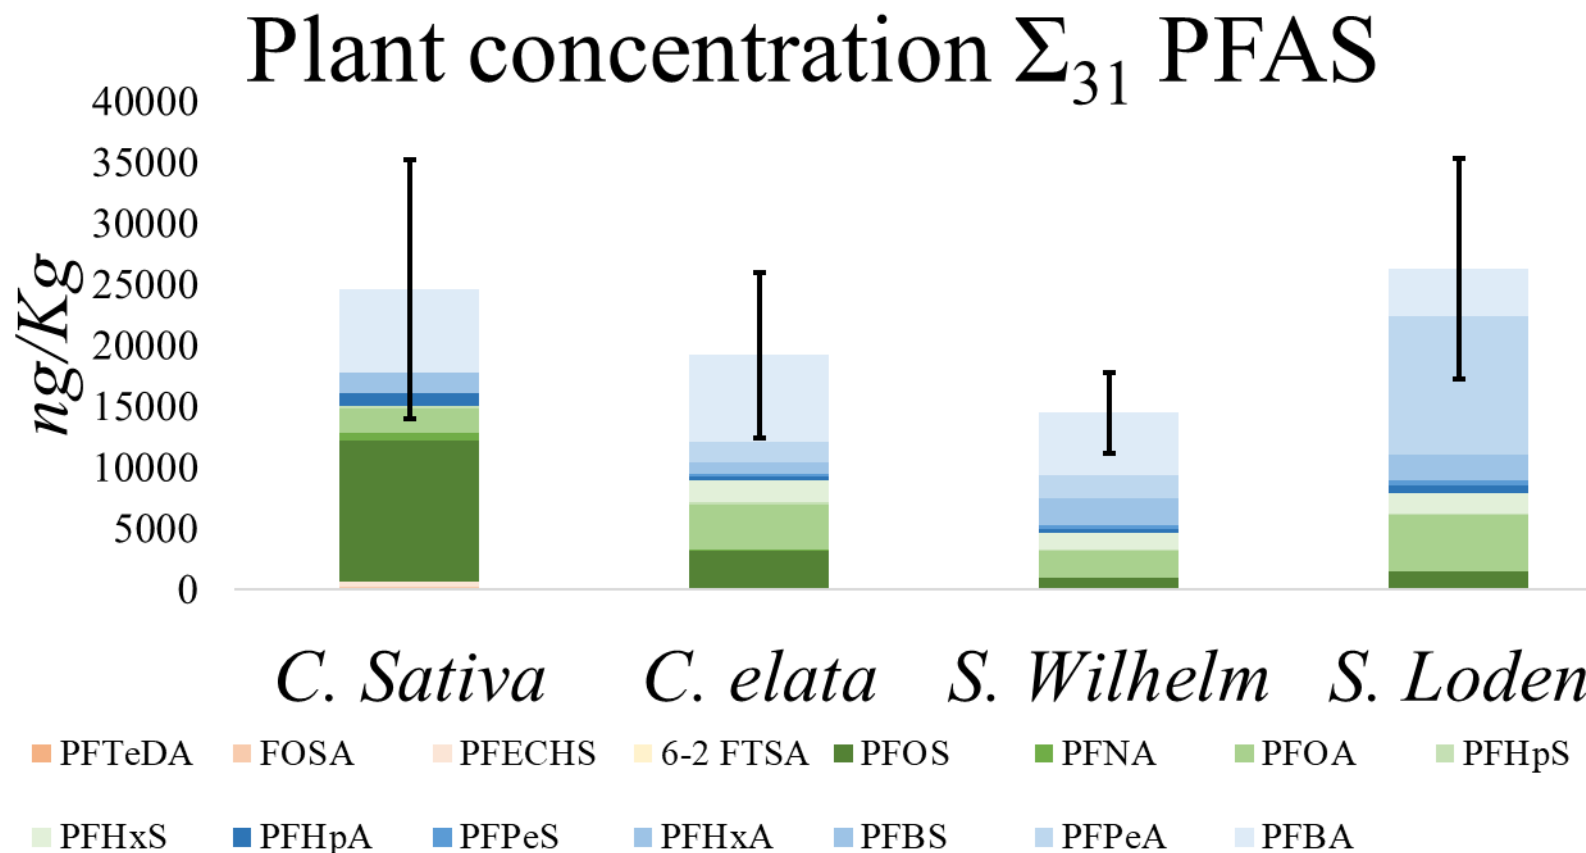 Plant concentration Σ₃₁ PFAS
40000
35000
30000
25000
20000
15000
10000
5000
0
ng/Kg
C. Sativa C. elata S. Wilhelm S. Loden
PFTeDA FOSA PFECHS 6-2 FTSA PFOS PFNA PFOA PFHpS
PFHxS PFHpA PFPeS PFHxA PFBS PFPeA PFBA